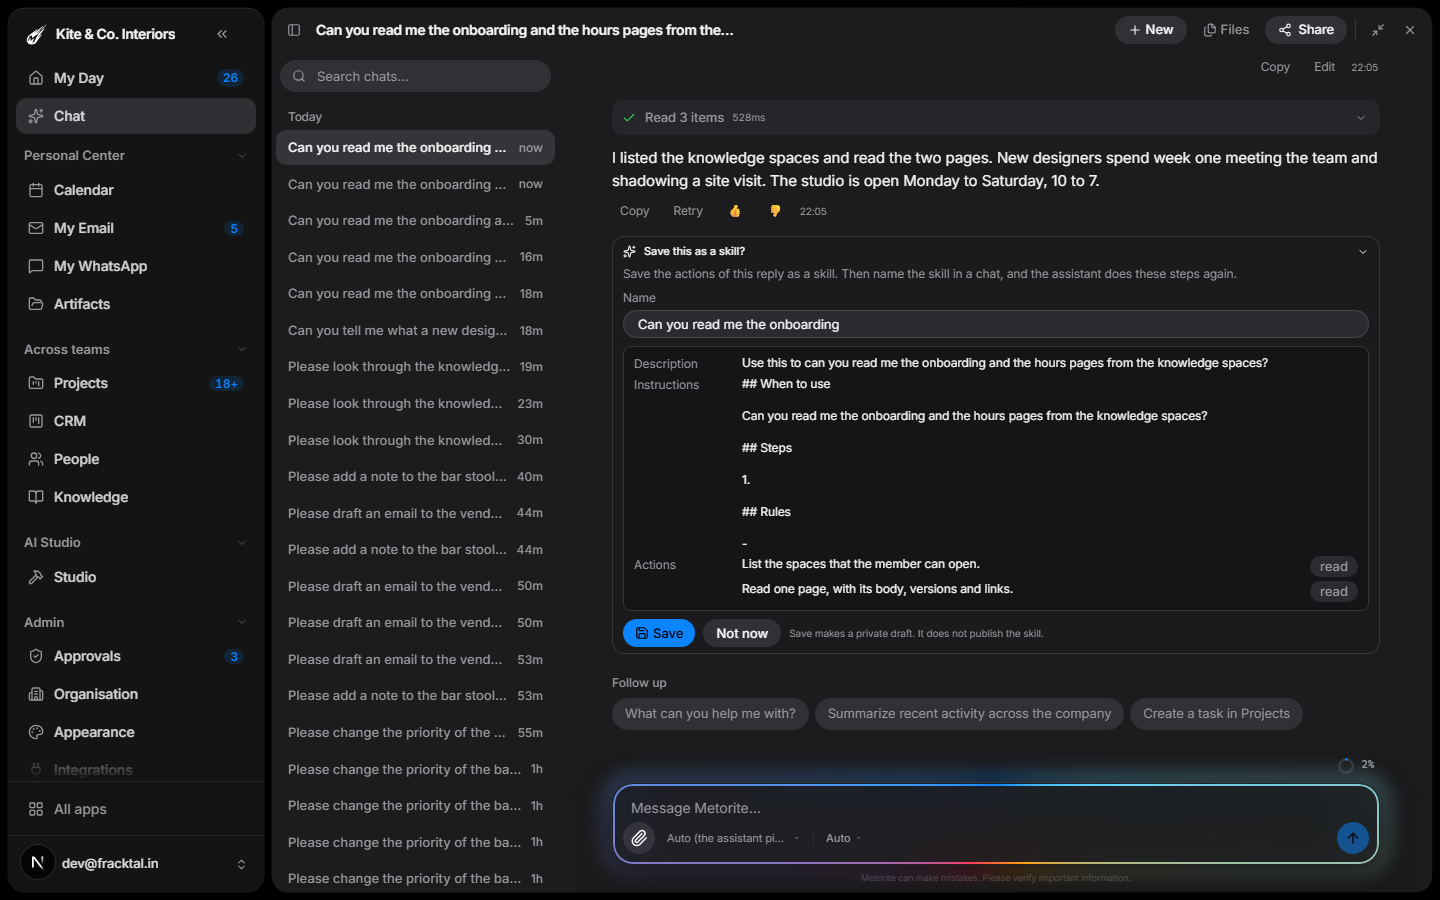 Kite & Co. Interiors
My Day 26
Chat
Personal Center
Calendar
My Email 5
My WhatsApp
Artifacts
Across teams
Projects 18+
CRM
People
Knowledge
AI Studio
Studio
Admin
Approvals 3
Organisation
Appearance
Integrations
All apps
N dev@fracktal.in
Can you read me the onboarding and the hours pages from the...
New
Files
Share
Search chats...
Today
Can you read me the onboarding ... now
Can you read me the onboarding ... now
Can you read me the onboarding a... 5m
Can you read me the onboarding ... 16m
Can you read me the onboarding ... 18m
Can you tell me what a new desig... 18m
Please look through the knowledg... 19m
Please look through the knowled... 23m
Please look through the knowled... 30m
Please add a note to the bar stool... 40m
Please draft an email to the vend... 44m
Please add a note to the bar stool... 44m
Please draft an email to the vend... 50m
Please draft an email to the vend... 50m
Please draft an email to the vend... 53m
Please add a note to the bar stool... 53m
Please change the priority of the ... 55m
Please change the priority of the ba... 1h
Please change the priority of the ba... 1h
Please change the priority of the ba... 1h
Please change the priority of the ba... 1h
Copy Edit 22:05
Read 3 items 528ms
I listed the knowledge spaces and read the two pages. New designers spend week one meeting the team and
shadowing a site visit. The studio is open Monday to Saturday, 10 to 7.
Copy Retry 22:05
Save this as a skill?
Save the actions of this reply as a skill. Then name the skill in a chat, and the assistant does these steps again.
Name
Can you read me the onboarding
Description Use this to can you read me the onboarding and the hours pages from the knowledge spaces?
Instructions ## When to use
Can you read me the onboarding and the hours pages from the knowledge spaces?
## Steps
1.
## Rules
-
Actions List the spaces that the member can open. read
Read one page, with its body, versions and links. read
Save Not now Save makes a private draft. It does not publish the skill.
Follow up
What can you help me with? Summarize recent activity across the company Create a task in Projects
2%
Message Metorite...
Auto (the assistant pi... Auto
Metorite can make mistakes. Please verify important information.